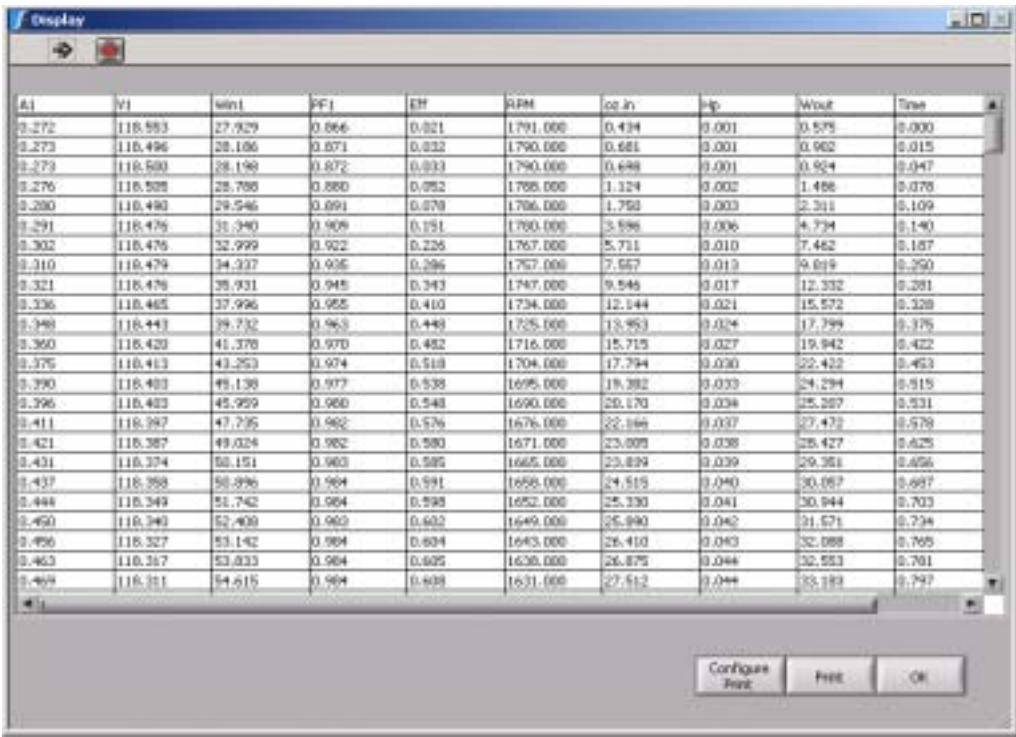 Display
A1 V1 Win1 PF1 Eff RPM oz.in Hp Wout Time
0.272 118.553 27.929 0.866 0.021 1791.000 0.434 0.001 0.575 0.000
0.273 118.496 28.186 0.871 0.032 1790.000 0.681 0.001 0.902 0.015
0.273 118.500 28.198 0.872 0.033 1790.000 0.698 0.001 0.924 0.047
0.276 118.505 28.788 0.880 0.052 1788.000 1.124 0.002 1.486 0.078
0.280 118.490 29.546 0.891 0.078 1786.000 1.750 0.003 2.311 0.109
0.291 118.476 31.340 0.909 0.151 1780.000 3.596 0.006 4.734 0.140
0.302 118.476 32.999 0.922 0.226 1767.000 5.711 0.010 7.462 0.187
0.310 118.479 34.337 0.935 0.286 1757.000 7.557 0.013 9.819 0.250
0.321 118.476 35.931 0.945 0.343 1747.000 9.546 0.017 12.332 0.281
0.336 118.465 37.996 0.955 0.410 1734.000 12.144 0.021 15.572 0.328
0.348 118.443 39.732 0.963 0.448 1725.000 13.953 0.024 17.799 0.375
0.360 118.420 41.378 0.970 0.482 1716.000 15.715 0.027 19.942 0.422
0.375 118.413 43.253 0.974 0.518 1704.000 17.794 0.030 22.422 0.453
0.390 118.403 45.138 0.977 0.538 1695.000 19.382 0.033 24.294 0.515
0.396 118.403 45.959 0.980 0.548 1690.000 20.170 0.034 25.207 0.531
0.411 118.397 47.735 0.982 0.576 1676.000 22.166 0.037 27.472 0.578
0.421 118.387 49.024 0.982 0.580 1671.000 23.005 0.038 28.427 0.625
0.431 118.374 50.151 0.983 0.585 1665.000 23.839 0.039 29.351 0.656
0.437 118.358 50.896 0.984 0.591 1658.000 24.515 0.040 30.057 0.687
0.444 118.349 51.742 0.984 0.598 1652.000 25.330 0.041 30.944 0.703
0.450 118.340 52.408 0.983 0.602 1649.000 25.890 0.042 31.571 0.734
0.456 118.327 53.142 0.984 0.604 1643.000 26.410 0.043 32.088 0.765
0.463 118.317 53.833 0.984 0.605 1638.000 26.875 0.044 32.553 0.781
0.469 118.311 54.615 0.984 0.608 1631.000 27.512 0.044 33.183 0.797
Configure
Print
Print
OK